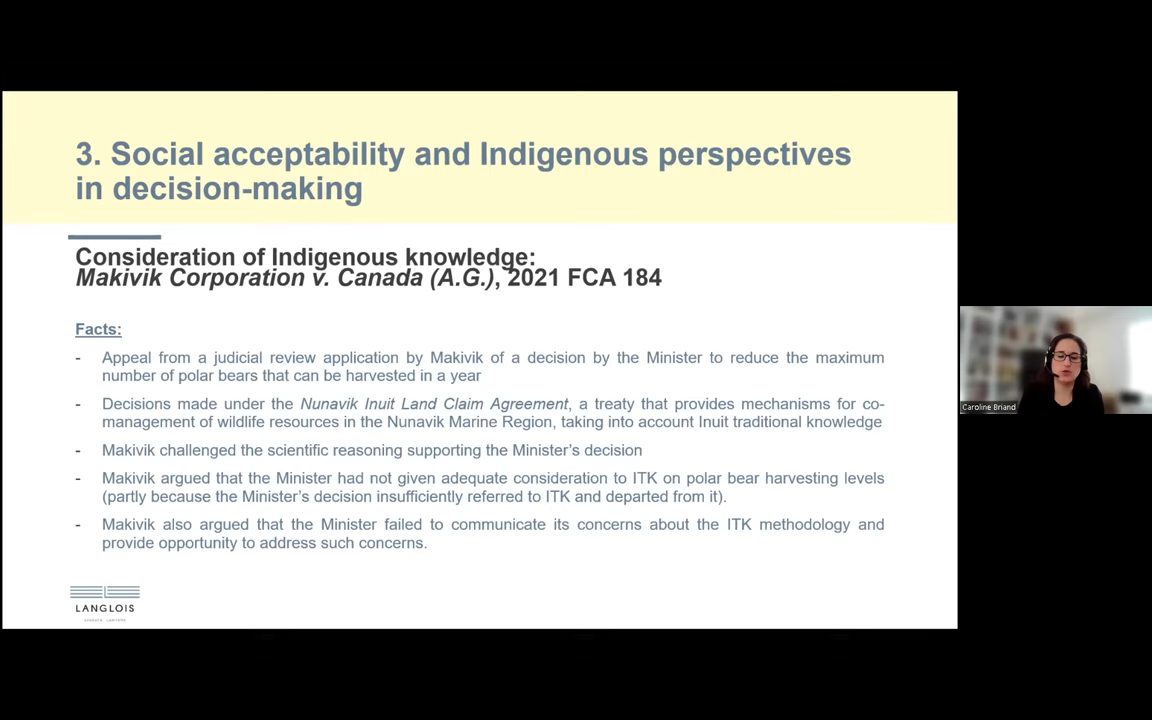 3. Social acceptability and Indigenous perspectives
in decision-making
Consideration of Indigenous knowledge:
Makivik Corporation v. Canada (A.G.), 2021 FCA 184
Facts:
- Appeal from a judicial review application by Makivik of a decision by the Minister to reduce the maximum
number of polar bears that can be harvested in a year
- Decisions made under the Nunavik Inuit Land Claim Agreement, a treaty that provides mechanisms for co-
management of wildlife resources in the Nunavik Marine Region, taking into account Inuit traditional knowledge
- Makivik challenged the scientific reasoning supporting the Minister's decision
- Makivik argued that the Minister had not given adequate consideration to ITK on polar bear harvesting levels
(partly because the Minister's decision insufficiently referred to ITK and departed from it).
- Makivik also argued that the Minister failed to communicate its concerns about the ITK methodology and
provide opportunity to address such concerns.
LANGLOIS
Caroline Briand